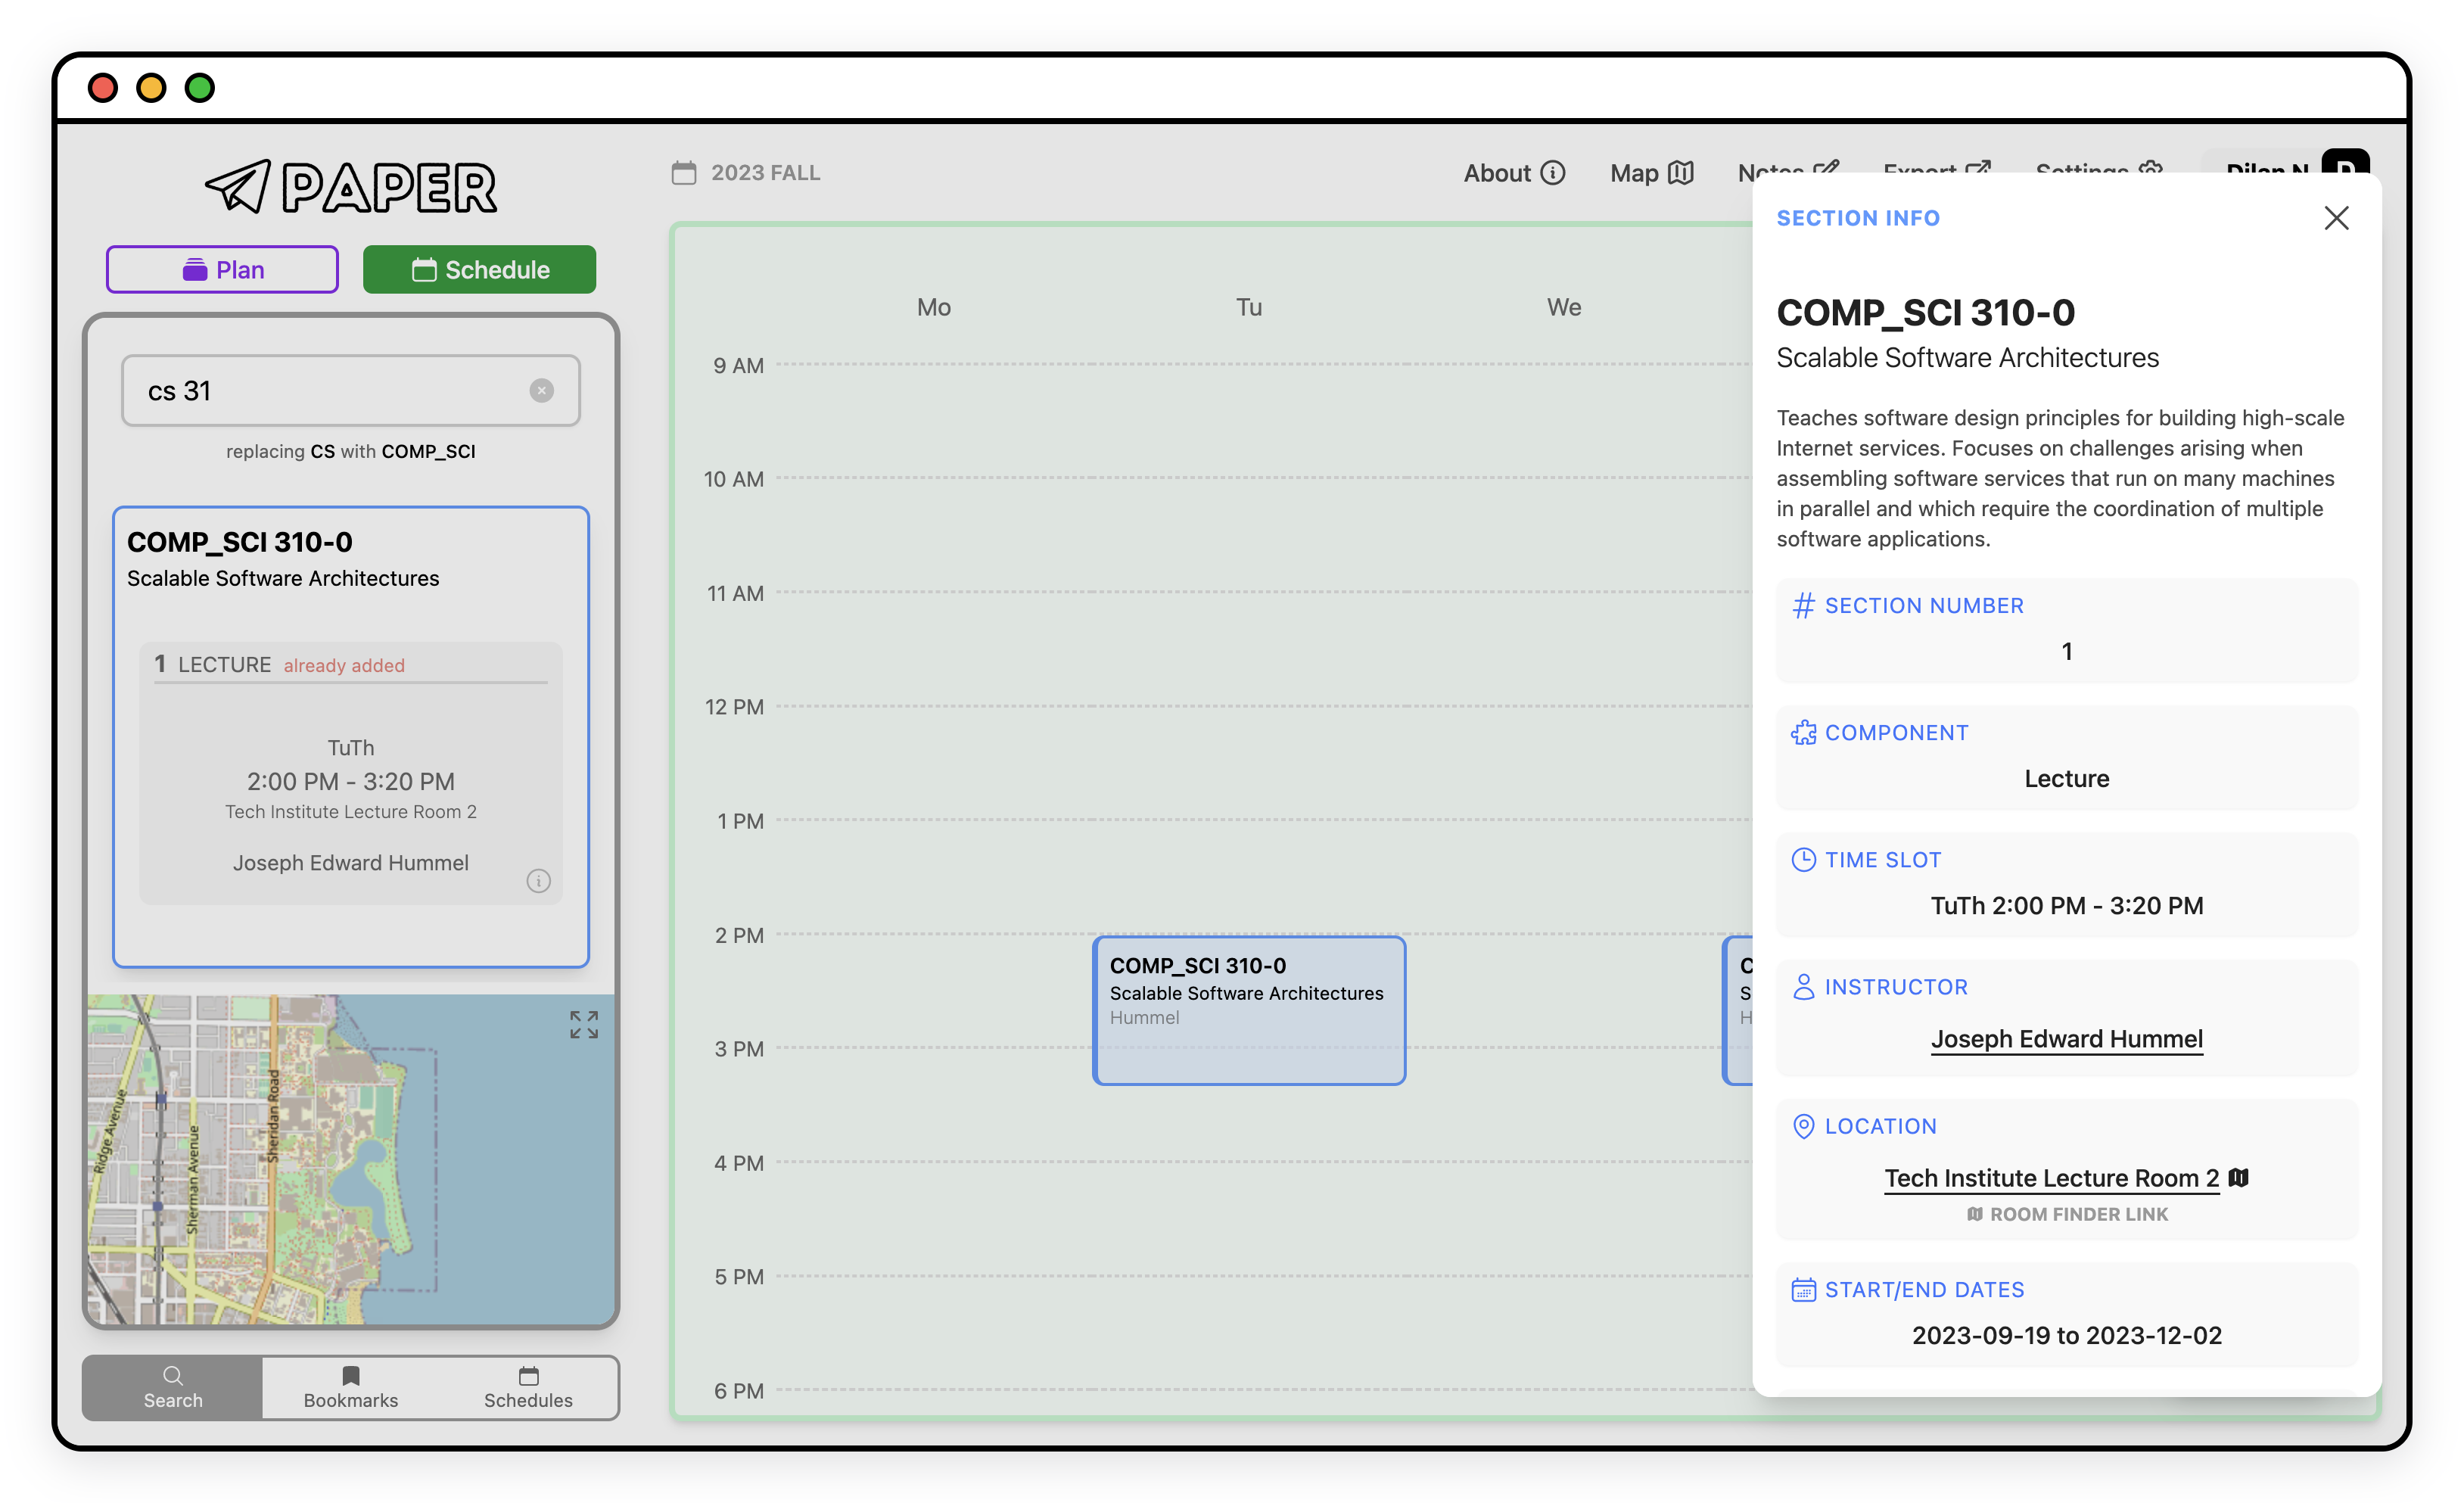 PAPER
Plan
Schedule
cs 31
replacing CS with COMP_SCI
COMP_SCI 310-0
Scalable Software Architectures
1 LECTURE already added
TuTh
2:00 PM - 3:20 PM
Tech Institute Lecture Room 2
Joseph Edward Hummel
Ridge Avenue
Sherman Avenue
Sheridan Road
Search
Bookmarks
Schedules
2023 FALL
About
Map
Notes
Export
Settings
Dilan N
D
Mo
Tu
We
9 AM
10 AM
11 AM
12 PM
1 PM
2 PM
3 PM
4 PM
5 PM
6 PM
COMP_SCI 310-0
Scalable Software Architectures
Hummel
C
S
H
SECTION INFO
COMP_SCI 310-0
Scalable Software Architectures
Teaches software design principles for building high-scale
Internet services. Focuses on challenges arising when
assembling software services that run on many machines
in parallel and which require the coordination of multiple
software applications.
SECTION NUMBER
1
COMPONENT
Lecture
TIME SLOT
TuTh 2:00 PM - 3:20 PM
INSTRUCTOR
Joseph Edward Hummel
LOCATION
Tech Institute Lecture Room 2
ROOM FINDER LINK
START/END DATES
2023-09-19 to 2023-12-02